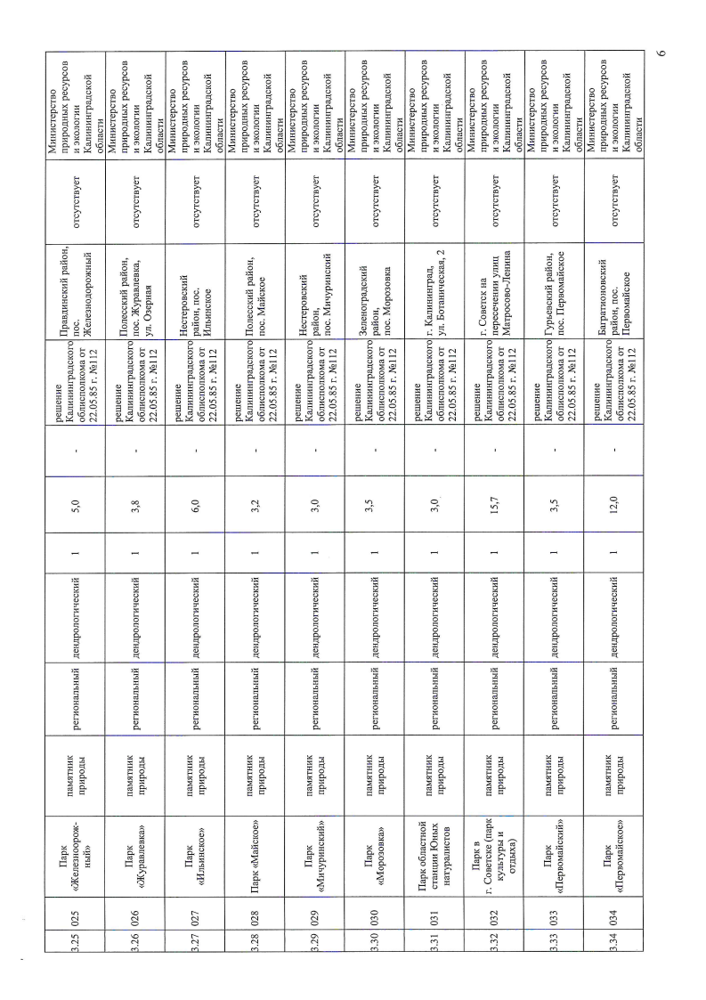 6
3.25
025
Парк
«Железноорож-
ный»
памятник
природы
региональный
дендрологический
1
5,0
-
решение
Калининградского
облисполкома от
22.05.85 г. №112
Правдинский район,
пос.
Железнодорожный
отсутствует
Министерство
природных ресурсов
и экологии
Калининградской
области
3.26
026
Парк
«Журавлевка»
памятник
природы
региональный
дендрологический
1
3,8
-
решение
Калининградского
облисполкома от
22.05.85 г. №112
Полесский район,
пос. Журавлевка,
ул. Озерная
отсутствует
Министерство
природных ресурсов
и экологии
Калининградской
области
3.27
027
Парк
«Ильинское»
памятник
природы
региональный
дендрологический
1
6,0
-
решение
Калининградского
облисполкома от
22.05.85 г. №112
Нестеровский
район, пос.
Ильинское
отсутствует
Министерство
природных ресурсов
и экологии
Калининградской
области
3.28
028
Парк «Майское»
памятник
природы
региональный
дендрологический
1
3,2
-
решение
Калининградского
облисполкома от
22.05.85 г. №112
Полесский район,
пос. Майское
отсутствует
Министерство
природных ресурсов
и экологии
Калининградской
области
3.29
029
Парк
«Мичуринский»
памятник
природы
региональный
дендрологический
1
3,0
-
решение
Калининградского
облисполкома от
22.05.85 г. №112
Нестеровский
район,
пос. Мичуринский
отсутствует
Министерство
природных ресурсов
и экологии
Калининградской
области
3.30
030
Парк
«Морозовка»
памятник
природы
региональный
дендрологический
1
3,5
-
решение
Калининградского
облисполкома от
22.05.85 г. №112
Зеленоградский
район,
пос. Морозовка
отсутствует
Министерство
природных ресурсов
и экологии
Калининградской
области
3.31
031
Парк областной
станции Юных
натуралистов
памятник
природы
региональный
дендрологический
1
3,0
-
решение
Калининградского
облисполкома от
22.05.85 г. №112
г. Калининград,
ул. Ботаническая, 2
отсутствует
Министерство
природных ресурсов
и экологии
Калининградской
области
3.32
032
Парк в
г. Советске (парк
культуры и
отдыха)
памятник
природы
региональный
дендрологический
1
15,7
-
решение
Калининградского
облисполкома от
22.05.85 г. №112
г. Советск на
пересечении улиц
Матросово-Ленина
отсутствует
Министерство
природных ресурсов
и экологии
Калининградской
области
3.33
033
Парк
«Первомайский»
памятник
природы
региональный
дендрологический
1
3,5
-
решение
Калининградского
облисполкома от
22.05.85 г. №112
Гурьевский район,
пос. Первомайское
отсутствует
Министерство
природных ресурсов
и экологии
Калининградской
области
3.34
034
Парк
«Первомайское»
памятник
природы
региональный
дендрологический
1
12,0
-
решение
Калининградского
облисполкома от
22.05.85 г. №112
Багратионовский
район, пос.
Первомайское
отсутствует
Министерство
природных ресурсов
и экологии
Калининградской
области